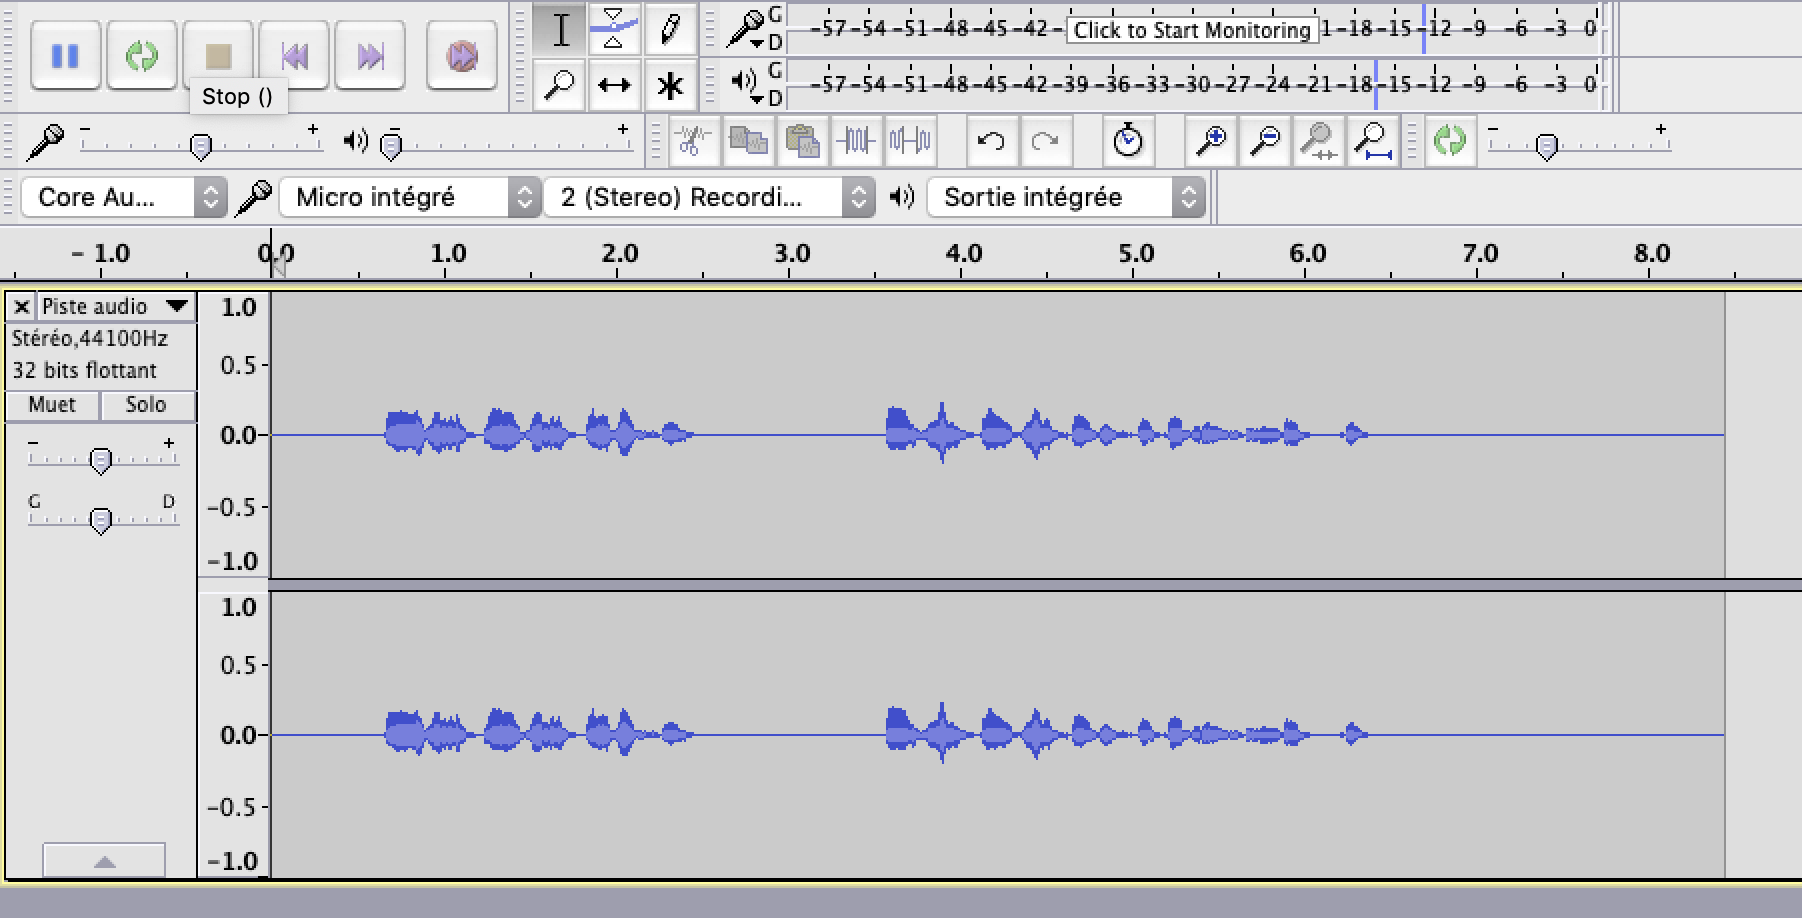 G -57 -54 -51 -48 -45 -42 - Click to Start Monitoring 1 -18 -15 -12 -9 -6 -3 0
D
Stop ()
G -57 -54 -51 -48 -45 -42 -39 -36 -33 -30 -27 -24 -21 -18 -15 -12 -9 -6 -3 0
D
- + - + - +
Core Au... Micro intégré 2 (Stereo) Recordi... Sortie intégrée
- 1.0 0.0 1.0 2.0 3.0 4.0 5.0 6.0 7.0 8.0
× Piste audio ▼ 1.0
Stéréo,44100Hz
32 bits flottant 0.5
Muet Solo
- + 0.0
G D -0.5
-1.0
1.0
0.5
0.0
-0.5
-1.0